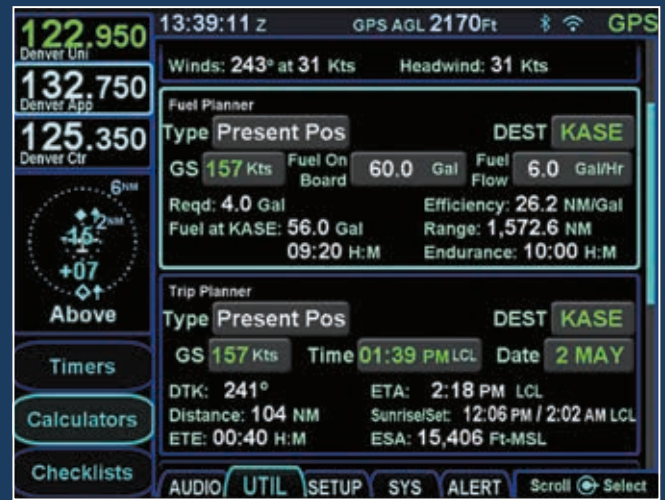 122.950
Denver Uni
132.750
Denver App
125.350
Denver Ctr
6NM
2NM
-15
+07
Above
Timers
Calculators
Checklists
13:39:11 Z GPS AGL 2170Ft GPS
Winds: 243° at 31 Kts Headwind: 31 Kts
Fuel Planner
Type Present Pos DEST KASE
GS 157 Kts Fuel On Board 60.0 Gal Fuel Flow 6.0 Gal/Hr
Reqd: 4.0 Gal Efficiency: 26.2 NM/Gal
Fuel at KASE: 56.0 Gal Range: 1,572.6 NM
09:20 H:M Endurance: 10:00 H:M
Trip Planner
Type Present Pos DEST KASE
GS 157 Kts Time 01:39 PM LCL Date 2 MAY
DTK: 241° ETA: 2:18 PM LCL
Distance: 104 NM Sunrise/Set: 12:06 PM / 2:02 AM LCL
ETE: 00:40 H:M ESA: 15,406 Ft-MSL
AUDIO UTIL SETUP SYS ALERT Scroll Select